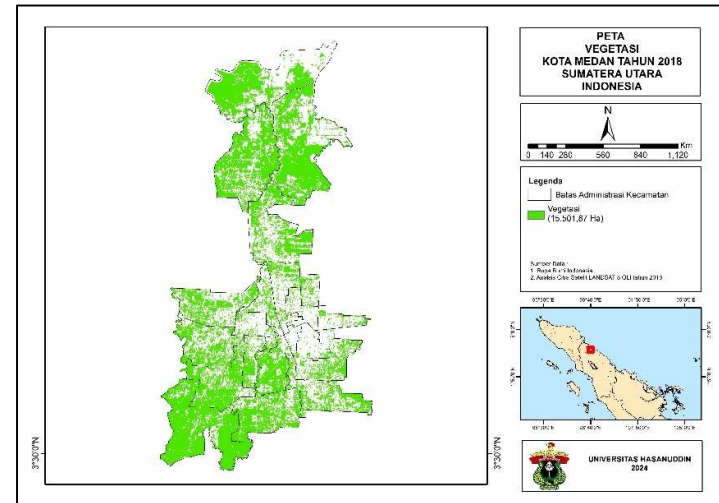 PETA
VEGETASI
KOTA MEDAN TAHUN 2018
SUMATERA UTARA
INDONESIA
N
Km
0 140 280 560 840 1,120
Legenda
Batas Administrasi Kecamatan
Vegetasi
(15.501,87 Ha)
Sumber Data :
1. Rupa Bumi Indonesia
2. Analisis Citra Satelit LANDSAT 8 OLI tahun
3°30'0"N
3°30'0"N
UNIVERSITAS HASANUDDIN
2024